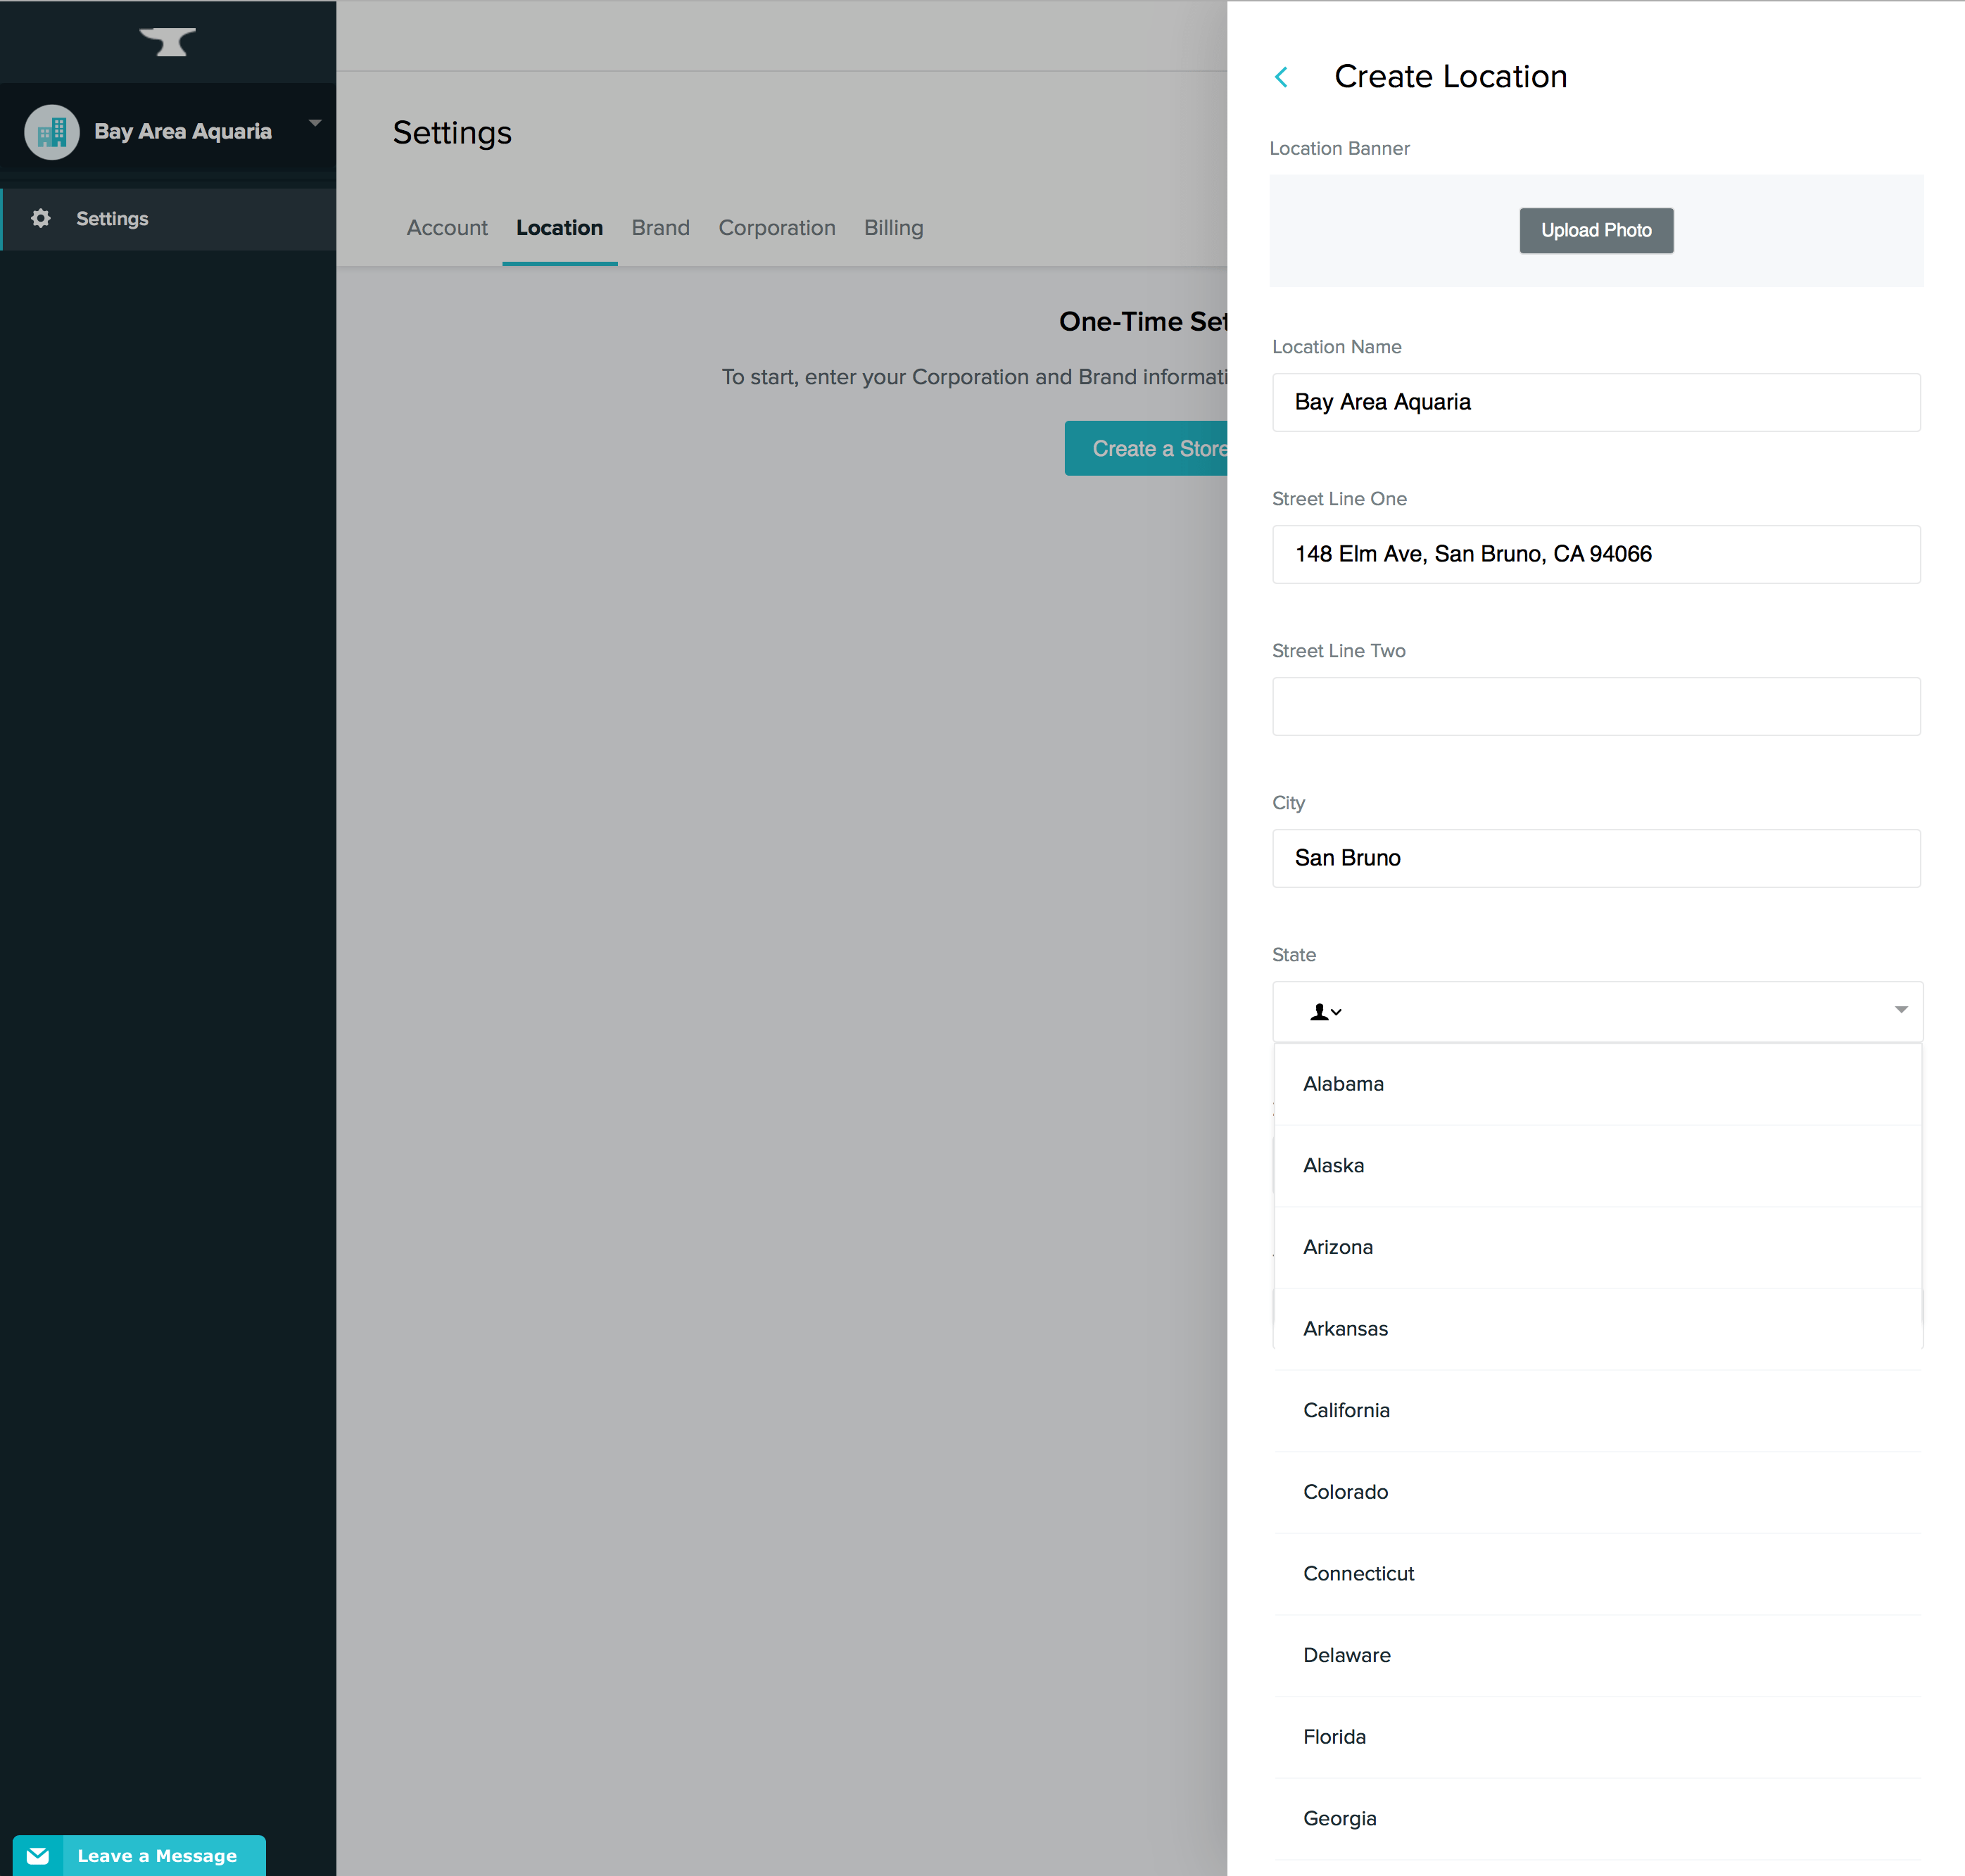 Bay Area Aquaria
Settings
Leave a Message
Settings
Account Location Brand Corporation Billing
One-Time Set
To start, enter your Corporation and Brand informati
Create a Store
Create Location
Location Banner
Upload Photo
Location Name
Bay Area Aquaria
Street Line One
148 Elm Ave, San Bruno, CA 94066
Street Line Two
City
San Bruno
State
Alabama
Alaska
Arizona
Arkansas
California
Colorado
Connecticut
Delaware
Florida
Georgia